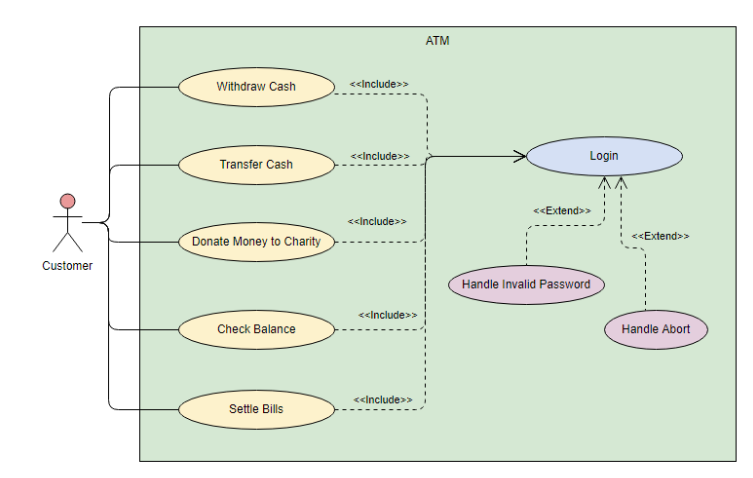 ATM
Withdraw Cash
<<Include>>
Transfer Cash
<<Include>>
Login
Donate Money to Charity
<<Include>>
<<Extend>>
<<Extend>>
Customer
Handle Invalid Password
Check Balance
<<Include>>
Handle Abort
Settle Bills
<<Include>>